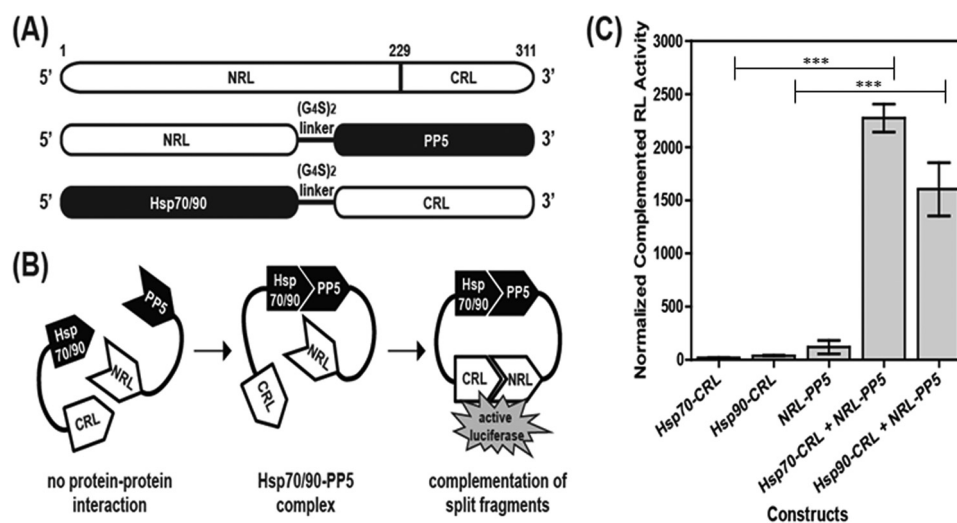 (A)
1 229 311
5' NRL CRL 3'
(G4S)2
linker
5' NRL PP5 3'
(G4S)2
linker
5' Hsp70/90 CRL 3'
(B)
Hsp
70/90
PP5
NRL
CRL
no protein-protein
interaction
Hsp
70/90
PP5
NRL
CRL
Hsp70/90-PP5
complex
Hsp
70/90
PP5
CRL
NRL
active
luciferase
complementation of
split fragments
(C)
Normalized Complemented RL Activity
3000
2500
2000
1500
1000
500
0
***
***
Hsp70-CRL
Hsp90-CRL
NRL-PP5
Hsp70-CRL + NRL-PP5
Hsp90-CRL + NRL-PP5
Constructs